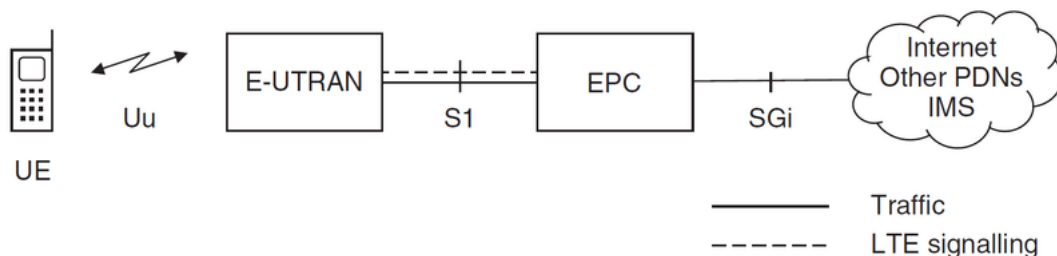 UE
Uu
E-UTRAN
S1
EPC
SGi
Internet
Other PDNs
IMS
Traffic
LTE signalling